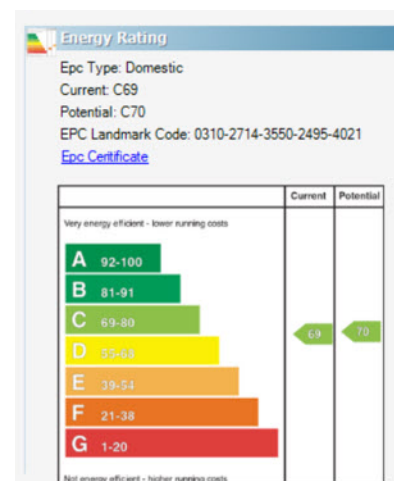 Energy Rating
Epc Type: Domestic
Current: C69
Potential: C70
EPC Landmark Code: 0310-2714-3550-2495-4021
Epc Certificate
Current Potential
Very energy efficient - lower running costs
A 92-100
B 81-91
C 69-80
D 55-68
E 39-54
F 21-38
G 1-20
69 70
Not energy efficient - higher running costs